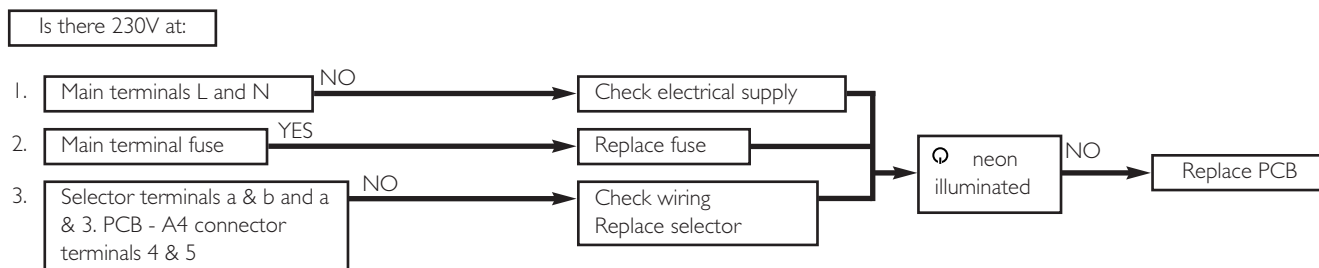 Is there 230V at:
1. Main terminals L and N NO Check electrical supply
2. Main terminal fuse YES Replace fuse
3. Selector terminals a & b and a
& 3. PCB - A4 connector
terminals 4 & 5
NO
Check wiring
Replace selector
neon
illuminated
NO
Replace PCB